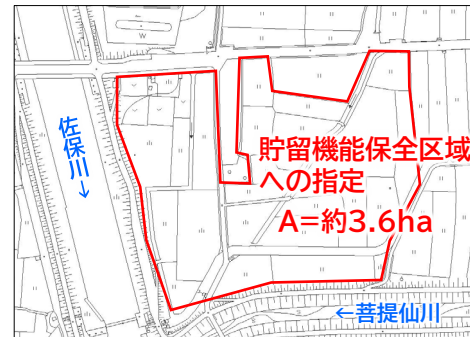 佐保川→
貯留機能保全区域
への指定
A=約3.6ha
←菩提仙川
W